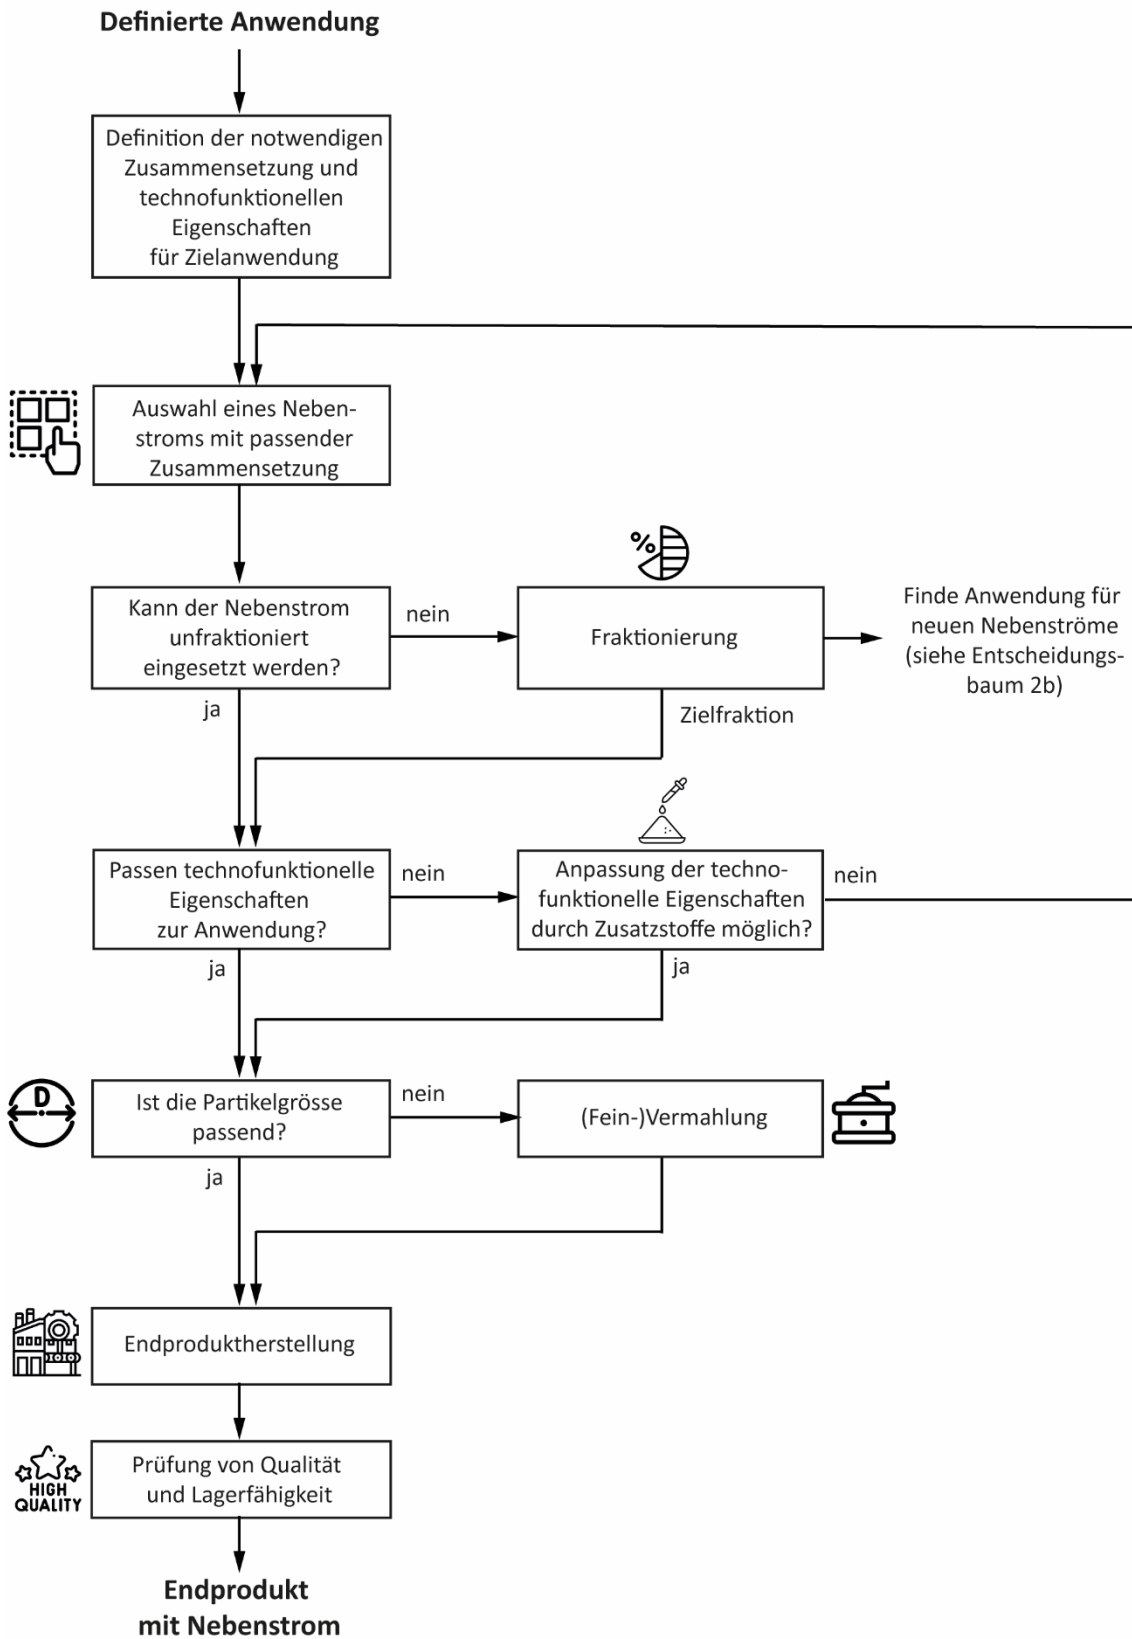 Definierte Anwendung
Definition der notwendigen
Zusammensetzung und
technofunktionellen
Eigenschaften
für Zielanwendung
Auswahl eines Neben-
stroms mit passender
Zusammensetzung
%
Kann der Nebenstrom
unfraktioniert
eingesetzt werden?
nein
Fraktionierung
Finde Anwendung für
neuen Nebenströme
(siehe Entscheidungs-
baum 2b)
ja
Zielfraktion
Passen technofunktionelle
Eigenschaften
zur Anwendung?
nein
Anpassung der techno-
funktionelle Eigenschaften
durch Zusatzstoffe möglich?
nein
ja
ja
D
Ist die Partikelgrösse
passend?
nein
(Fein-)Vermahlung
ja
Endproduktherstellung
HIGH
QUALITY
Prüfung von Qualität
und Lagerfähigkeit
Endprodukt
mit Nebenstrom